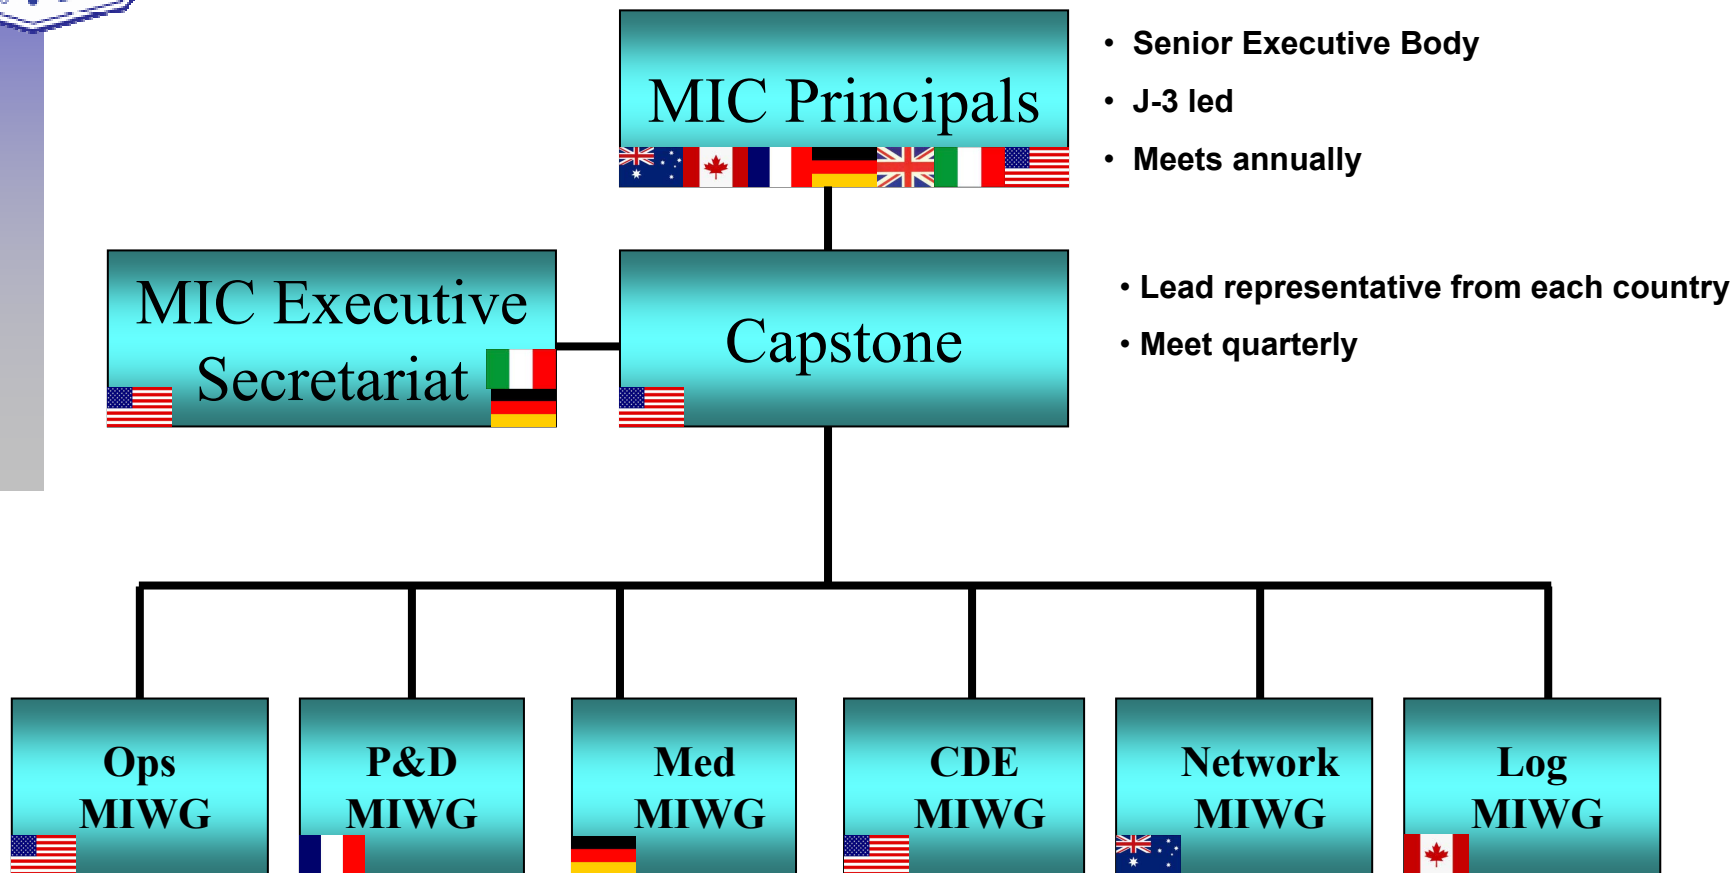 MIC Principals
• Senior Executive Body
• J-3 led
• Meets annually
MIC Executive
Secretariat
Capstone
• Lead representative from each country
• Meet quarterly
Ops
MIWG
P&D
MIWG
Med
MIWG
CDE
MIWG
Network
MIWG
Log
MIWG